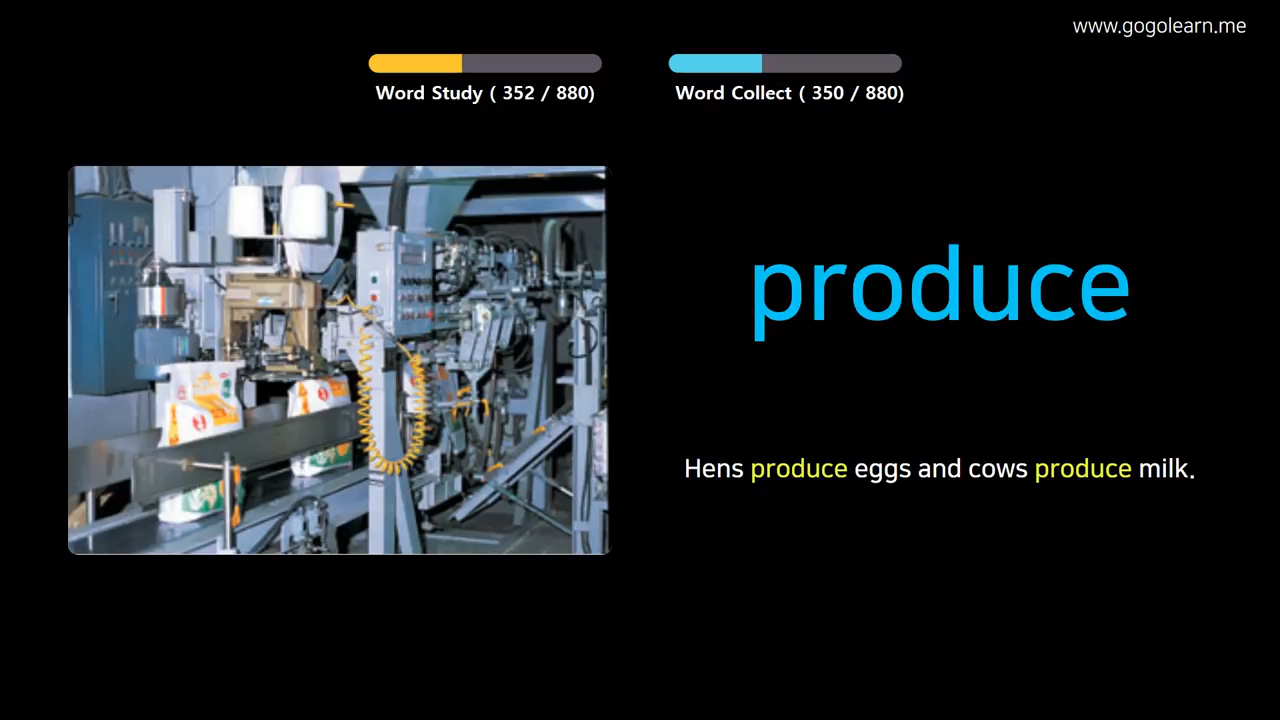 www.gogolearn.me
Word Study ( 352 / 880)
Word Collect ( 350 / 880)
produce
Hens produce eggs and cows produce milk.